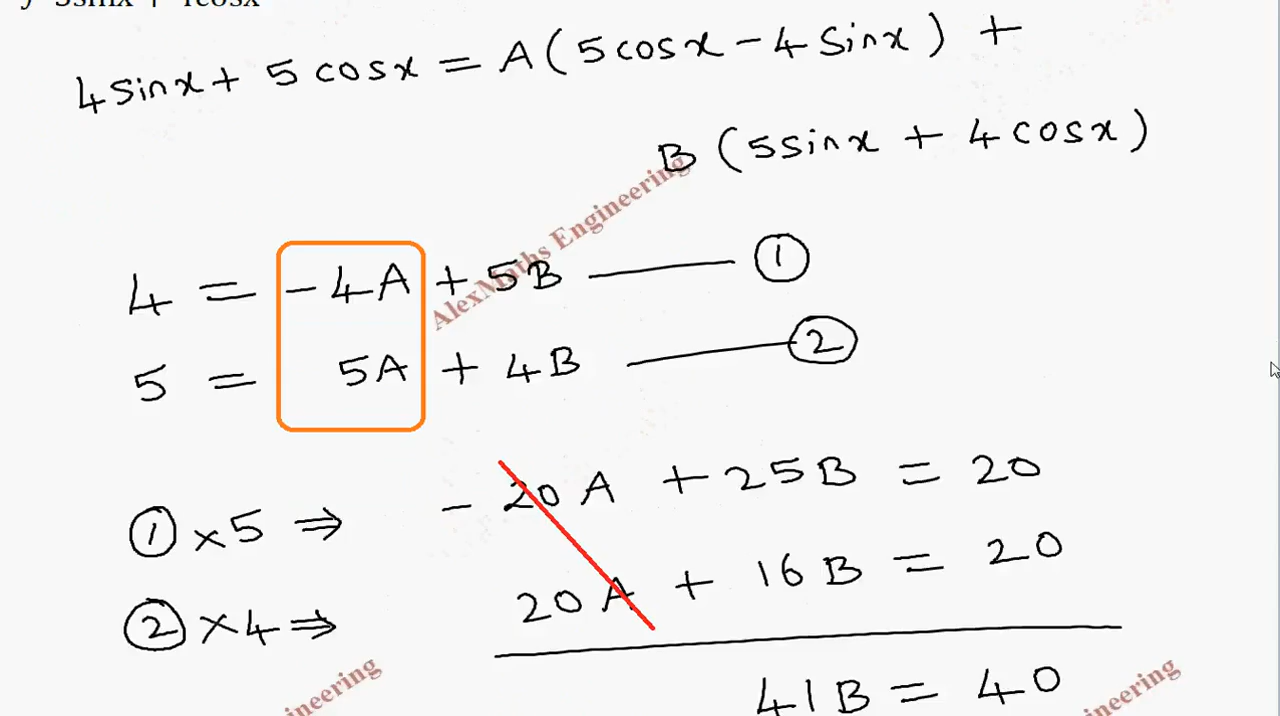 4sinx + 5cosx = A(5cosx - 4sinx) +
B(5sinx + 4cosx)
AlexMaths Engineering
4 = -4A + 5B —— ①
5 = 5A + 4B —— ②
① × 5 ⇒ - 20A + 25B = 20
② × 4 ⇒ 20A + 16B = 20
41B = 40